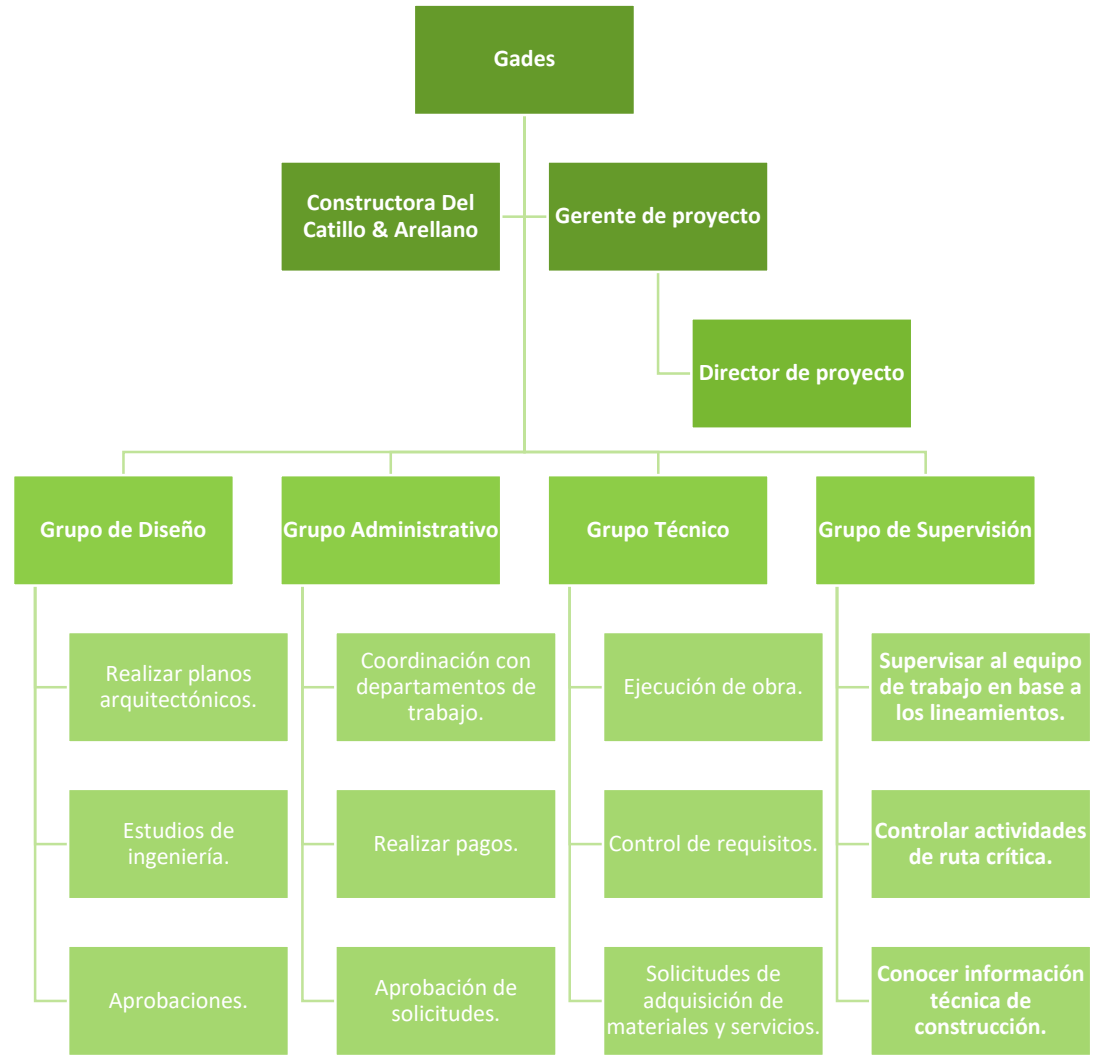 Gades
Constructora Del
Catillo & Arellano
Gerente de proyecto
Director de proyecto
Grupo de Diseño
Grupo Administrativo
Grupo Técnico
Grupo de Supervisión
Realizar planos
arquitectónicos.
Estudios de
ingeniería.
Aprobaciones.
Coordinación con
departamentos de
trabajo.
Realizar pagos.
Aprobación de
solicitudes.
Ejecución de obra.
Control de requisitos.
Solicitudes de
adquisición de
materiales y servicios.
Supervisar al equipo
de trabajo en base a
los lineamientos.
Controlar actividades
de ruta crítica.
Conocer información
técnica de
construcción.